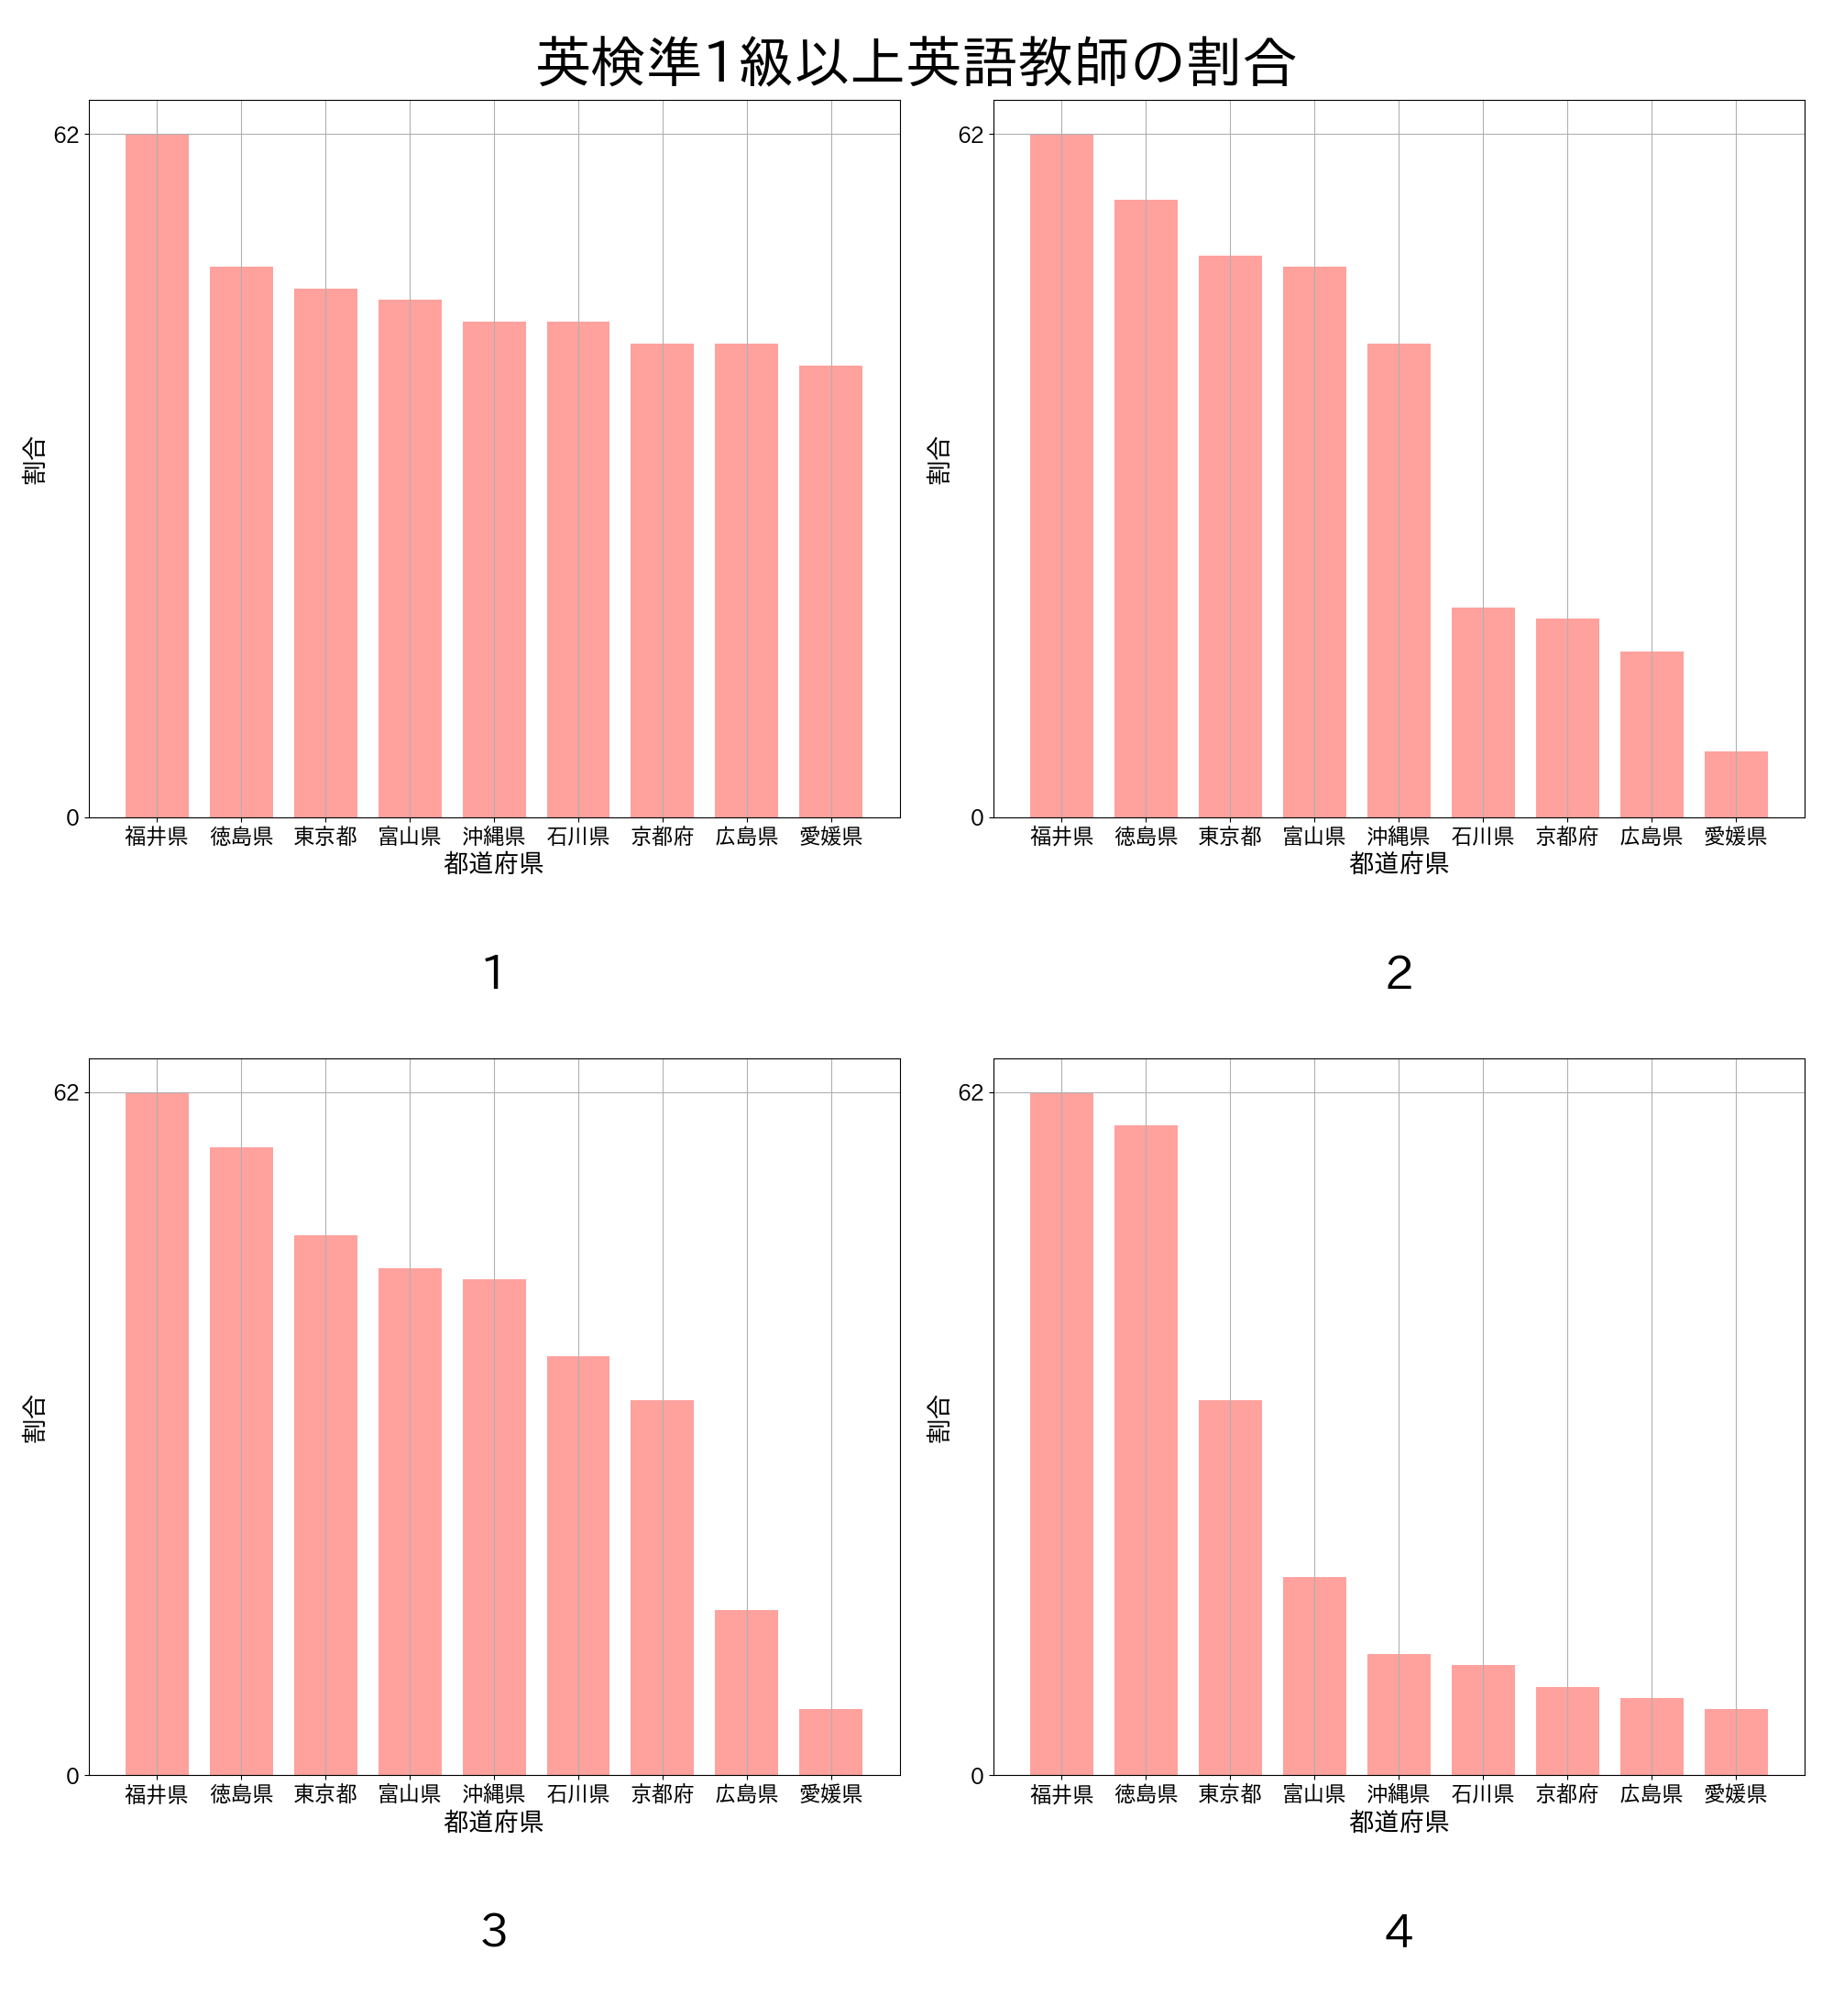 英検準1級以上英語教師の割合
62
0
割合
福井県 徳島県 東京都 富山県 沖縄県 石川県 京都府 広島県 愛媛県
都道府県
1
62
0
割合
福井県 徳島県 東京都 富山県 沖縄県 石川県 京都府 広島県 愛媛県
都道府県
2
62
0
割合
福井県 徳島県 東京都 富山県 沖縄県 石川県 京都府 広島県 愛媛県
都道府県
3
62
0
割合
福井県 徳島県 東京都 富山県 沖縄県 石川県 京都府 広島県 愛媛県
都道府県
4